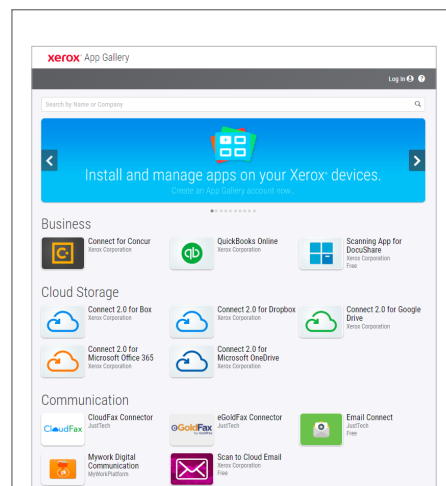 xerox™ App Gallery
Log In
Search by Name or Company
Install and manage apps on your Xerox® devices.
Create an App Gallery account now...
Business
Connect for Concur
Xerox Corporation
QuickBooks Online
Xerox Corporation
Scanning App for
DocuShare
Xerox Corporation
Free
Cloud Storage
Connect 2.0 for Box
Xerox Corporation
Connect 2.0 for Dropbox
Xerox Corporation
Connect 2.0 for Google
Drive
Xerox Corporation
Connect 2.0 for
Microsoft Office 365
Xerox Corporation
Connect 2.0 for
Microsoft OneDrive
Xerox Corporation
Communication
CloudFax
CloudFax Connector
JustTech
eGoldFax
eGoldFax Connector
JustTech
Email Connect
JustTech
Free
Mywork Digital
Communication
MyWorkPlatform
Scan to Cloud Email
Xerox Corporation
Free